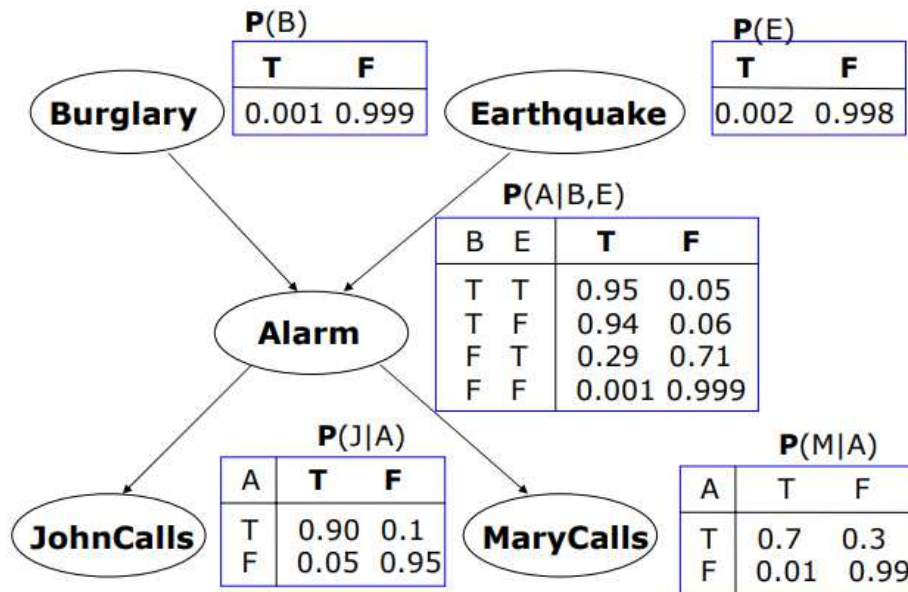 P(B)
T F
0.001 0.999
Burglary
P(E)
T F
0.002 0.998
Earthquake
P(A|B,E)
B E T F
T T 0.95 0.05
T F 0.94 0.06
F T 0.29 0.71
F F 0.001 0.999
Alarm
P(J|A)
A T F
T 0.90 0.1
F 0.05 0.95
JohnCalls
P(M|A)
A T F
T 0.7 0.3
F 0.01 0.99
MaryCalls